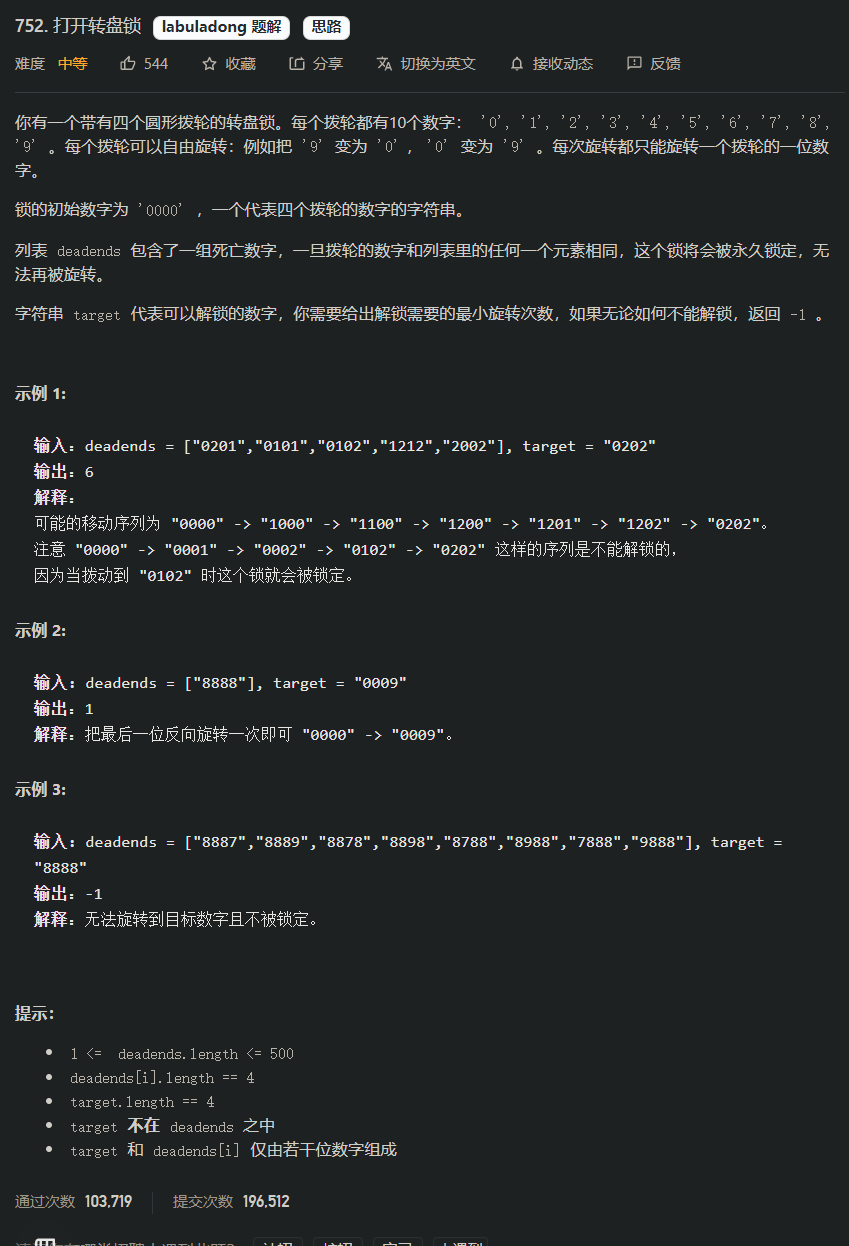 752. 打开转盘锁 labuladong 题解 思路
难度 中等 544 收藏 分享 切换为英文 接收动态 反馈
你有一个带有四个圆形拨轮的转盘锁。每个拨轮都有10个数字： '0', '1', '2', '3', '4', '5', '6', '7', '8',
'9' 。每个拨轮可以自由旋转：例如把 '9' 变为 '0' ， '0' 变为 '9' 。每次旋转都只能旋转一个拨轮的一位数
字。
锁的初始数字为 '0000' ，一个代表四个拨轮的数字的字符串。
列表 deadends 包含了一组死亡数字，一旦拨轮的数字和列表里的任何一个元素相同，这个锁将会被永久锁定，无
法再被旋转。
字符串 target 代表可以解锁的数字，你需要给出解锁需要的最小旋转次数，如果无论如何不能解锁，返回 -1 。
示例 1:
输入：deadends = ["0201","0101","0102","1212","2002"], target = "0202"
输出：6
解释：
可能的移动序列为 "0000" -> "1000" -> "1100" -> "1200" -> "1201" -> "1202" -> "0202"。
注意 "0000" -> "0001" -> "0002" -> "0102" -> "0202" 这样的序列是不能解锁的，
因为当拨动到 "0102" 时这个锁就会被锁定。
示例 2:
输入：deadends = ["8888"], target = "0009"
输出：1
解释：把最后一位反向旋转一次即可 "0000" -> "0009"。
示例 3:
输入：deadends = ["8887","8889","8878","8898","8788","8988","7888","9888"], target =
"8888"
输出：-1
解释：无法旋转到目标数字且不被锁定。
提示：
1 <= deadends.length <= 500
deadends[i].length == 4
target.length == 4
target 不在 deadends 之中
target 和 deadends[i] 仅由若干位数字组成
通过次数 103,719 提交次数 196,512